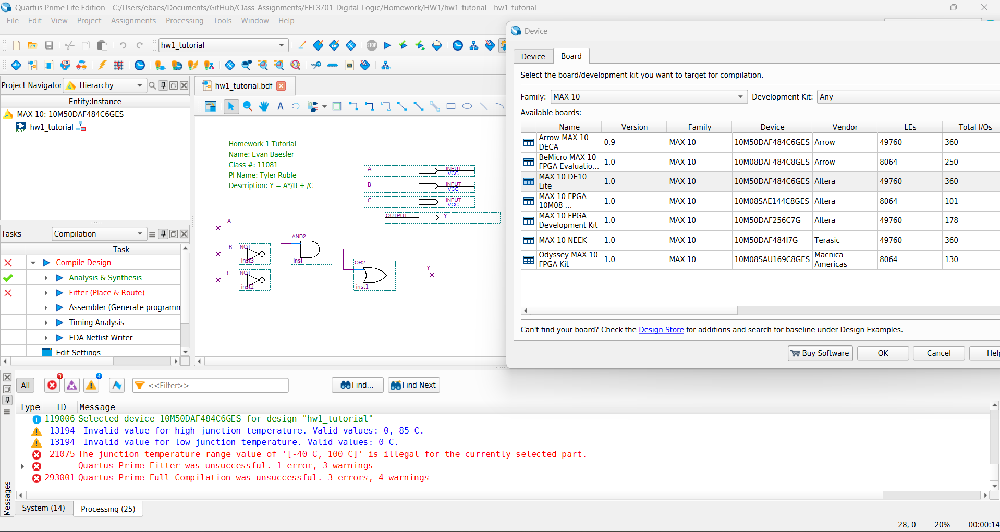 Quartus Prime Lite Edition - C:/Users/ebaes/Documents/GitHub/Class_Assignments/EEL3701_Digital_Logic/Homework/HW1/hw1_tutorial - hw1_tutorial
File Edit View Project Assignments Processing Tools Window Help
hw1_tutorial
STOP
abc
Project Navigator Hierarchy
Entity:Instance
MAX 10: 10M50DAF484C6GES
BDF hw1_tutorial
Tasks Compilation
Task
Compile Design
Analysis & Synthesis
Fitter (Place & Route)
Assembler (Generate programm
Timing Analysis
EDA Netlist Writer
Edit Settings
hw1_tutorial.bdf
A
Homework 1 Tutorial
Name: Evan Baesler
Class #: 11081
PI Name: Tyler Ruble
Description: Y = A*/B + /C
A INPUT
VCC
B INPUT
VCC
C INPUT
VCC
OUTPUT Y
A
AND2
B NOT
inst3 inst
OR2
C NOT Y
inst2 inst1
Device
Device Board
Select the board/development kit you want to target for compilation.
Family: MAX 10 Development Kit: Any
Available boards:
Name Version Family Device Vendor LEs Total I/Os
Arrow MAX 10
DECA 0.9 MAX 10 10M50DAF484C6GES Arrow 49760 360
BeMicro MAX 10
FPGA Evaluatio... 1.0 MAX 10 10M08DAF484C8GES Arrow 8064 250
MAX 10 DE10 -
Lite 1.0 MAX 10 10M50DAF484C6GES Altera 49760 360
MAX 10 FPGA
10M08 ... 1.0 MAX 10 10M08SAE144C8GES Altera 8064 101
MAX 10 FPGA
Development Kit 1.0 MAX 10 10M50DAF256C7G Altera 49760 178
MAX 10 NEEK 1.0 MAX 10 10M50DAF484I7G Terasic 49760 360
Odyssey MAX 10
FPGA Kit 1.0 MAX 10 10M08SAU169C8GES Macnica
Americas 8064 130
Can't find your board? Check the Design Store for additions and search for baseline under Design Examples.
Buy Software OK Cancel Help
All 3 4 <<Filter>> Find... Find Next
Type ID Message
119006 Selected device 10M50DAF484C6GES for design "hw1_tutorial"
13194 Invalid value for high junction temperature. Valid values: 0, 85 C.
13194 Invalid value for low junction temperature. Valid values: 0 C.
21075 The junction temperature range value of '[-40 C, 100 C]' is illegal for the currently selected part.
Quartus Prime Fitter was unsuccessful. 1 error, 3 warnings
293001 Quartus Prime Full Compilation was unsuccessful. 3 errors, 4 warnings
Messages
System (14) Processing (25)
28, 0 20% 00:00:14